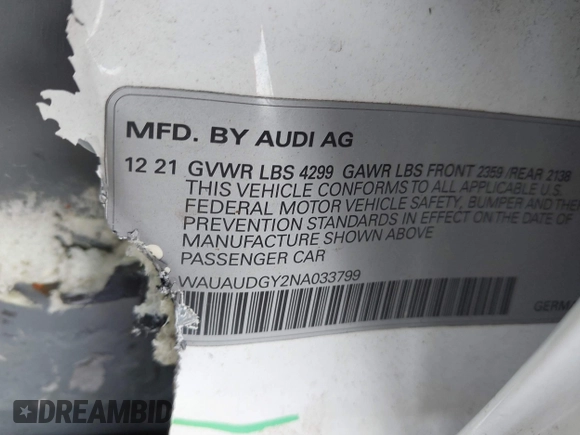 MFD. BY AUDI AG
12 21 GVWR LBS 4299 GAWR LBS FRONT 2359 /REAR 2138
THIS VEHICLE CONFORMS TO ALL APPLICABLE U.S.
FEDERAL MOTOR VEHICLE SAFETY, BUMPER AND THE
PREVENTION STANDARDS IN EFFECT ON THE DATE OF
MANUFACTURE SHOWN ABOVE
PASSENGER CAR
WAUAUDGY2NA033799
GERM
DREAMBID